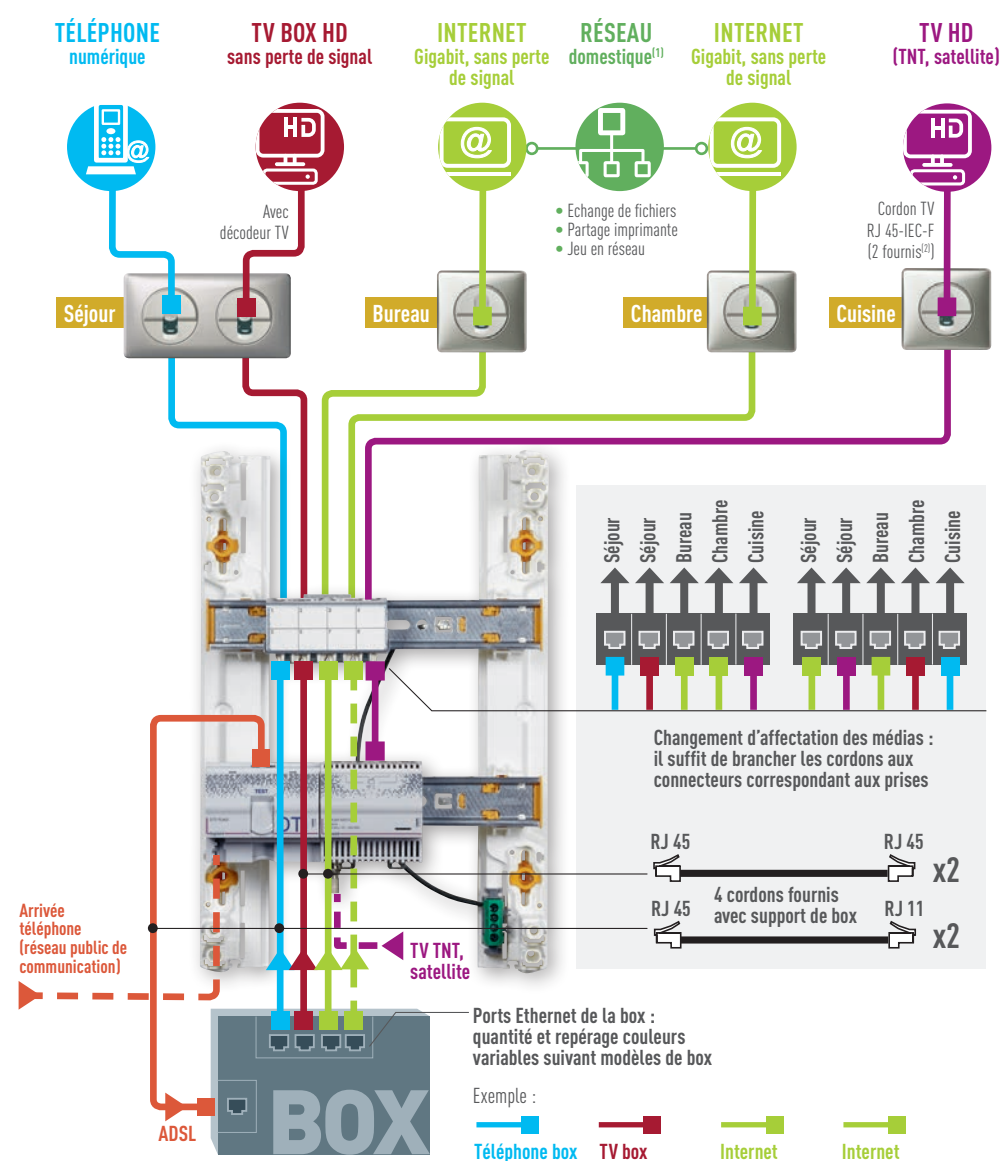 TÉLÉPHONE
numérique
TV BOX HD
sans perte de signal
INTERNET
Gigabit, sans perte
de signal
RÉSEAU
domestique(1)
INTERNET
Gigabit, sans perte
de signal
TV HD
(TNT, satellite)
@
HD
@
@
HD
Avec
décodeur TV
• Echange de fichiers
• Partage imprimante
• Jeu en réseau
Cordon TV
RJ 45-IEC-F
(2 fournis(2))
Séjour
Bureau
Chambre
Cuisine
Séjour
Séjour
Bureau
Chambre
Cuisine
Séjour
Séjour
Bureau
Chambre
Cuisine
Changement d'affectation des médias :
il suffit de brancher les cordons aux
connecteurs correspondant aux prises
TEST
RJ 45
RJ 45
x2
4 cordons fournis
avec support de box
RJ 45
RJ 11
x2
Arrivée
téléphone
(réseau public de
communication)
TV TNT,
satellite
Ports Ethernet de la box :
quantité et repérage couleurs
variables suivant modèles de box
BOX
ADSL
Exemple :
Téléphone box
TV box
Internet
Internet